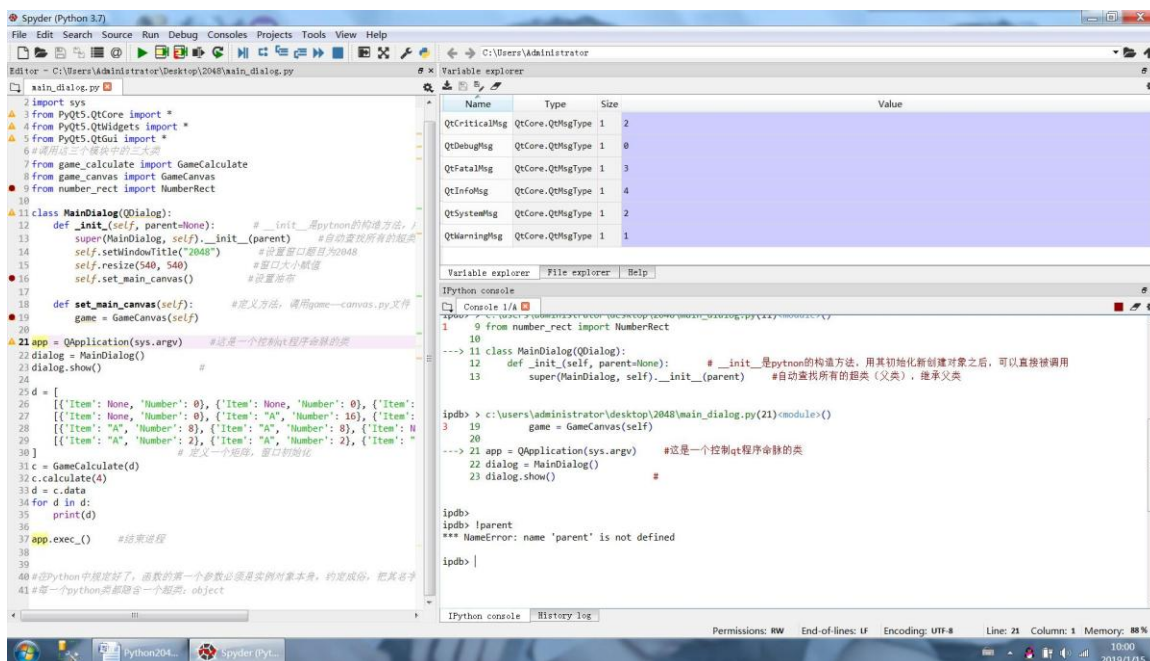 Spyder (Python 3.7)
File Edit Search Source Run Debug Consoles Projects Tools View Help
C:\Users\Administrator
Editor - C:\Users\Administrator\Desktop\2048\main_dialog.py
main_dialog.py
2 import sys
3 from PyQt5.QtCore import *
4 from PyQt5.QtWidgets import *
5 from PyQt5.QtGui import *
6 #调用这三个模块中的三大类
7 from game_calculate import GameCalculate
8 from game_canvas import GameCanvas
9 from number_rect import NumberRect
10
11 class MainDialog(QDialog):
12 def _init_(self, parent=None): # __init__是pytnon的构造方法,
13 super(MainDialog, self).__init__(parent) #自动查找所有的超类
14 self.setWindowTitle("2048") #设置窗口题目为2048
15 self.resize(540, 540) #窗口大小赋值
16 self.set_main_canvas() #设置油布
17
18 def set_main_canvas(self): #定义方法，调用game--canvas.py文件
19 game = GameCanvas(self)
20
21 app = QApplication(sys.argv) #这是一个控制qt程序命脉的类
22 dialog = MainDialog()
23 dialog.show() #
24
25 d = [
26 [{'Item': None, 'Number': 0}, {'Item': None, 'Number': 0}, {'Item':
27 [{'Item': None, 'Number': 0}, {'Item': "A", 'Number': 16}, {'Item':
28 [{'Item': "A", 'Number': 8}, {'Item': "A", 'Number': 8}, {'Item': N
29 [{'Item': "A", 'Number': 2}, {'Item': "A", 'Number': 2}, {'Item': "
30 ] # 定义一个矩阵，窗口初始化
31 c = GameCalculate(d)
32 c.calculate(4)
33 d = c.data
34 for d in d:
35 print(d)
36
37 app.exec_() #结束进程
38
39
40 #在Python中规定好了，函数的第一个参数必须是实例对象本身，约定成俗，把其名字
41 #每一个python类都隐含一个超类：object
Variable explorer
Name Type Size Value
QtCriticalMsg QtCore.QtMsgType 1 2
QtDebugMsg QtCore.QtMsgType 1 0
QtFatalMsg QtCore.QtMsgType 1 3
QtInfoMsg QtCore.QtMsgType 1 4
QtSystemMsg QtCore.QtMsgType 1 2
QtWarningMsg QtCore.QtMsgType 1 1
Variable explorer File explorer Help
IPython console
Console 1/A
ipdb> > c:\users\administrator\desktop\2048\main_dialog.py(11)<module>()
1 9 from number_rect import NumberRect
10
---> 11 class MainDialog(QDialog):
12 def _init_(self, parent=None): # __init__是pytnon的构造方法，用其初始化新创建对象之后，可以直接被调用
13 super(MainDialog, self).__init__(parent) #自动查找所有的超类（父类），继承父类
ipdb> > c:\users\administrator\desktop\2048\main_dialog.py(21)<module>()
3 19 game = GameCanvas(self)
20
---> 21 app = QApplication(sys.argv) #这是一个控制qt程序命脉的类
22 dialog = MainDialog()
23 dialog.show() #
ipdb>
ipdb> !parent
*** NameError: name 'parent' is not defined
ipdb>
IPython console History log
Permissions: RW End-of-lines: LF Encoding: UTF-8 Line: 21 Column: 1 Memory: 88%
Python204... Spyder (Pyt...
10:00
2019/1/15